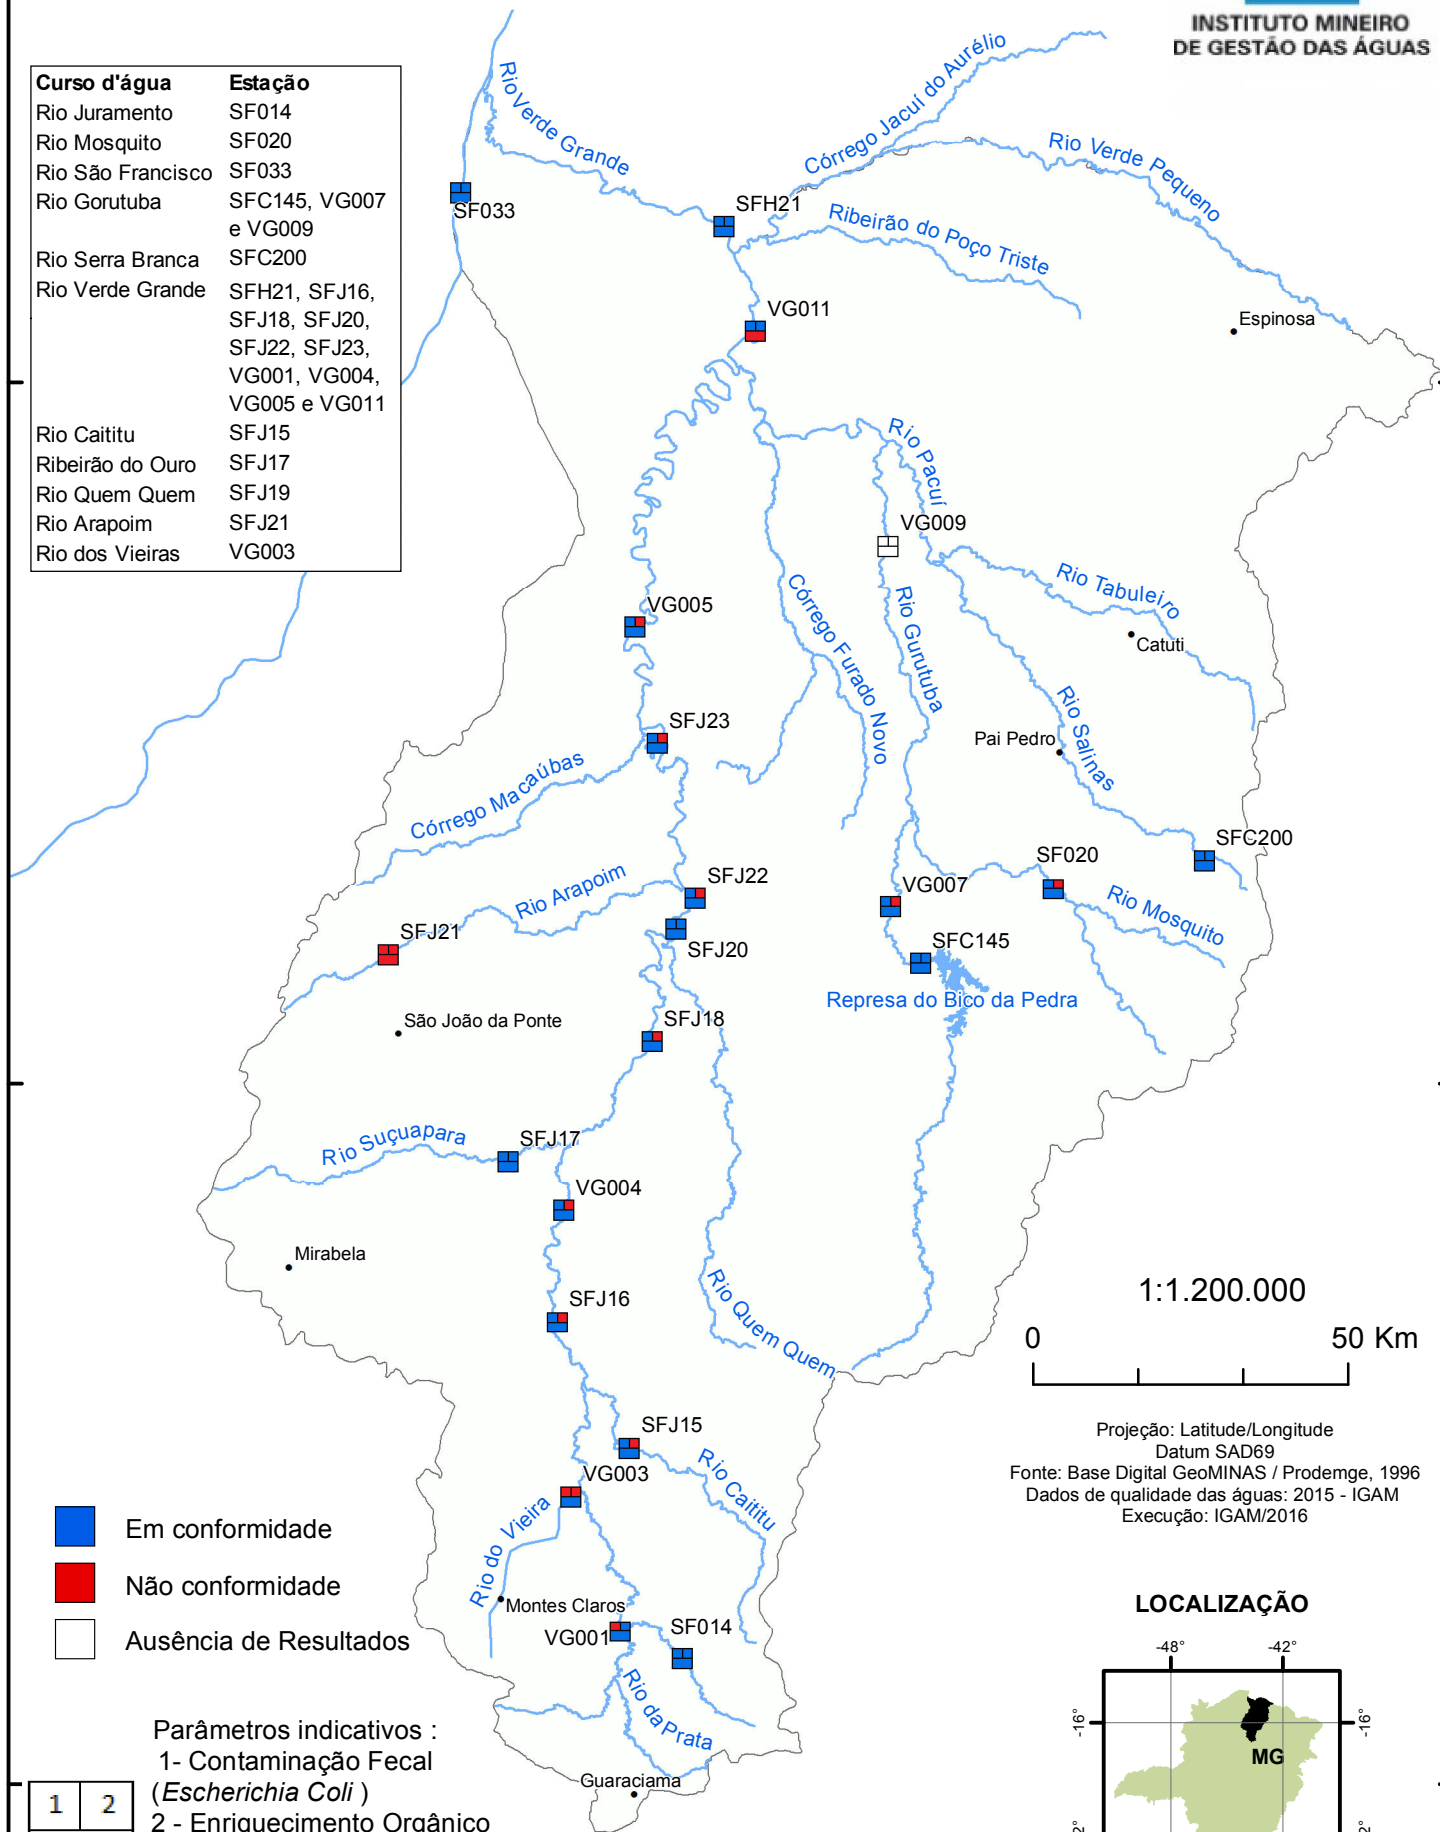 INSTITUTO MINEIRO
DE GESTÃO DAS ÁGUAS
Curso d'água Estação
Rio Juramento SF014
Rio Mosquito SF020
Rio São Francisco SF033
Rio Gorutuba SFC145, VG007
e VG009
Rio Serra Branca SFC200
Rio Verde Grande SFH21, SFJ16,
SFJ18, SFJ20,
SFJ22, SFJ23,
VG001, VG004,
VG005 e VG011
Rio Caititu SFJ15
Ribeirão do Ouro SFJ17
Rio Quem Quem SFJ19
Rio Arapoim SFJ21
Rio dos Vieiras VG003
Rio Verde Grande
Córrego Jacuí do Aurélio
Rio Verde Pequeno
SF033
SFH21
Ribeirão do Poço Triste
VG011
Espinosa
Rio Pacuí
VG009
Rio Tabuleiro
Catuti
VG005
Córrego Furado Novo
Rio Gurutuba
SFJ23
Pai Pedro
Rio Salinas
Córrego Macaúbas
SFC200
SF020
Rio Arapoim
SFJ22
VG007
Rio Mosquito
SFJ21
SFJ20
SFC145
Represa do Bico da Pedra
São João da Ponte
SFJ18
Rio Suçuapara
SFJ17
VG004
Mirabela
Rio Quem Quem
SFJ16
1:1.200.000
0 50 Km
SFJ15
Rio Caititu
VG003
Rio do Vieira
Projeção: Latitude/Longitude
Datum SAD69
Fonte: Base Digital GeoMINAS / Prodemge, 1996
Dados de qualidade das águas: 2015 - IGAM
Execução: IGAM/2016
Em conformidade
Não conformidade
Ausência de Resultados
Montes Claros
VG001
SF014
Rio da Prata
Guaraciama
LOCALIZAÇÃO
-48° -42°
-16° -16°
MG
Parâmetros indicativos :
1- Contaminação Fecal
(Escherichia Coli )
2 - Enriquecimento Orgânico
1 2